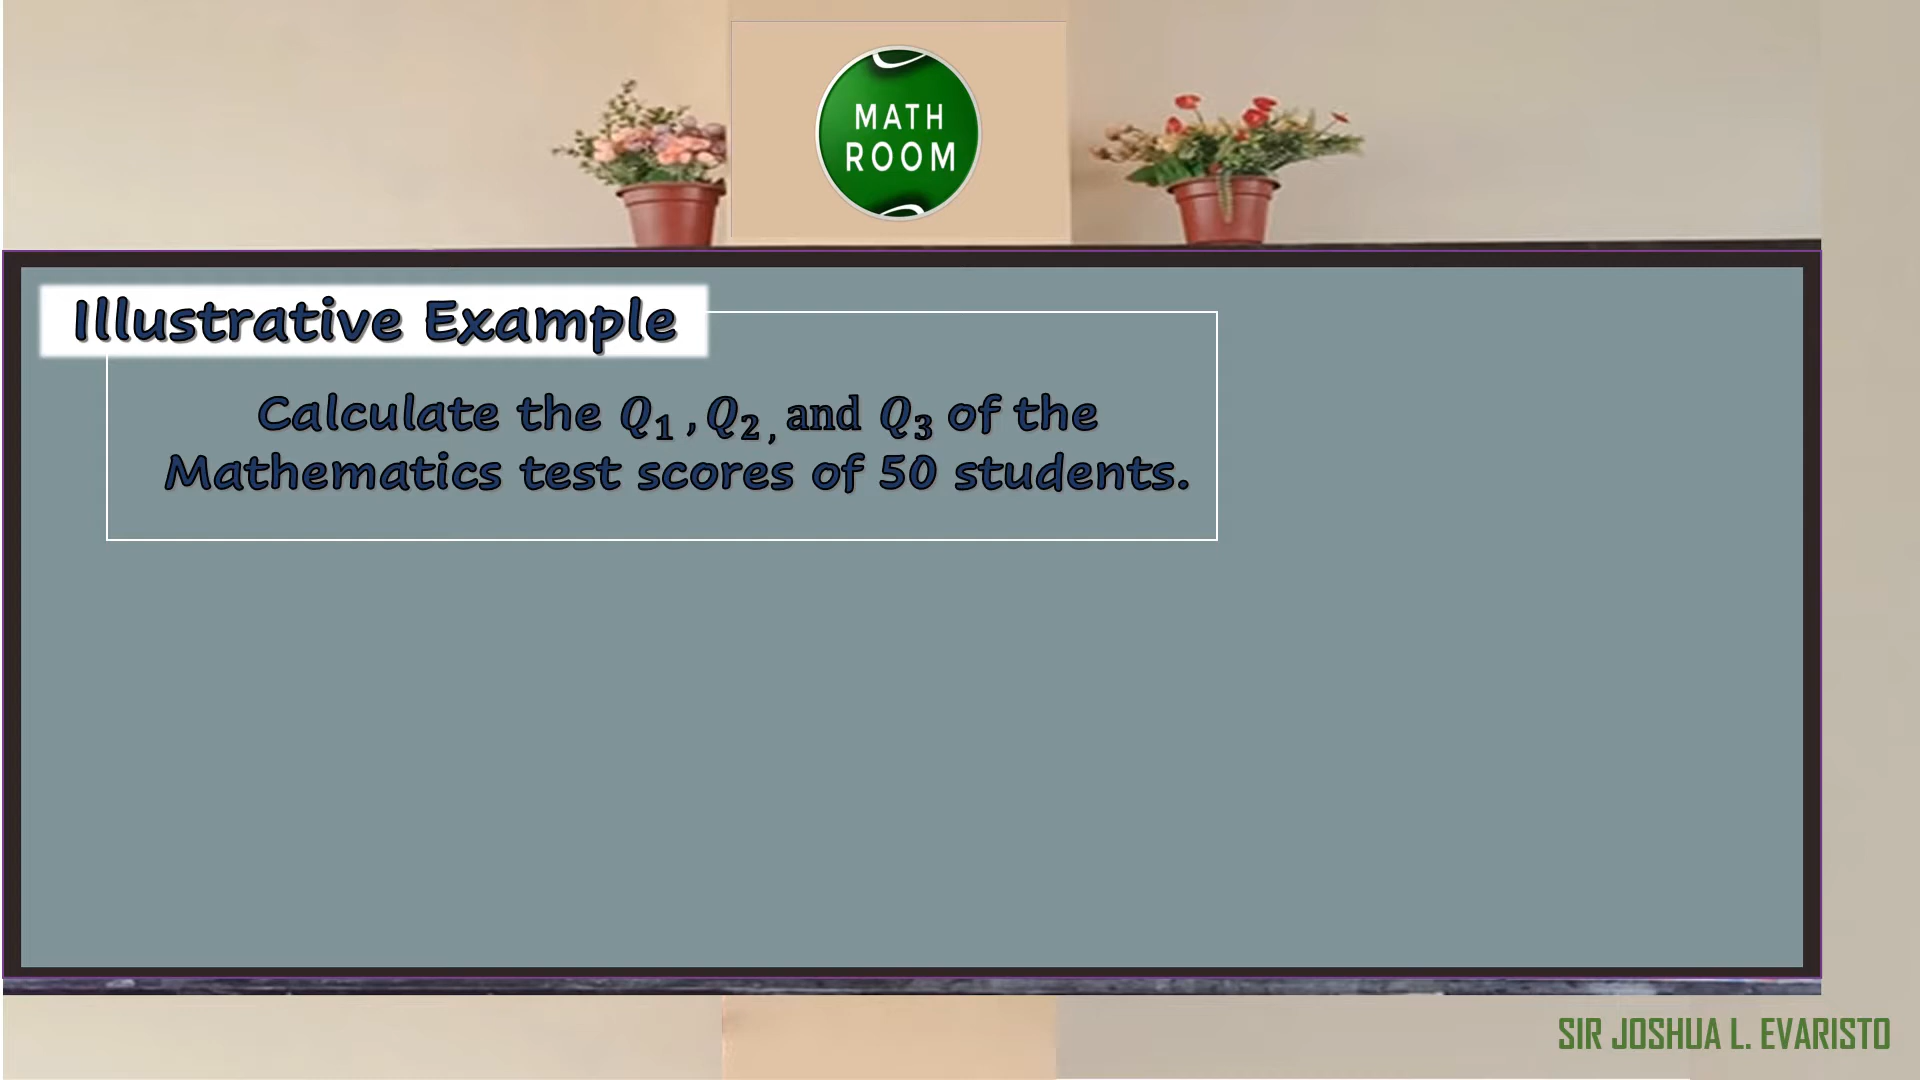 MATH
ROOM
Illustrative Example
Calculate the Q₁ , Q₂, and Q₃ of the
Mathematics test scores of 50 students.
SIR JOSHUA L. EVARISTO